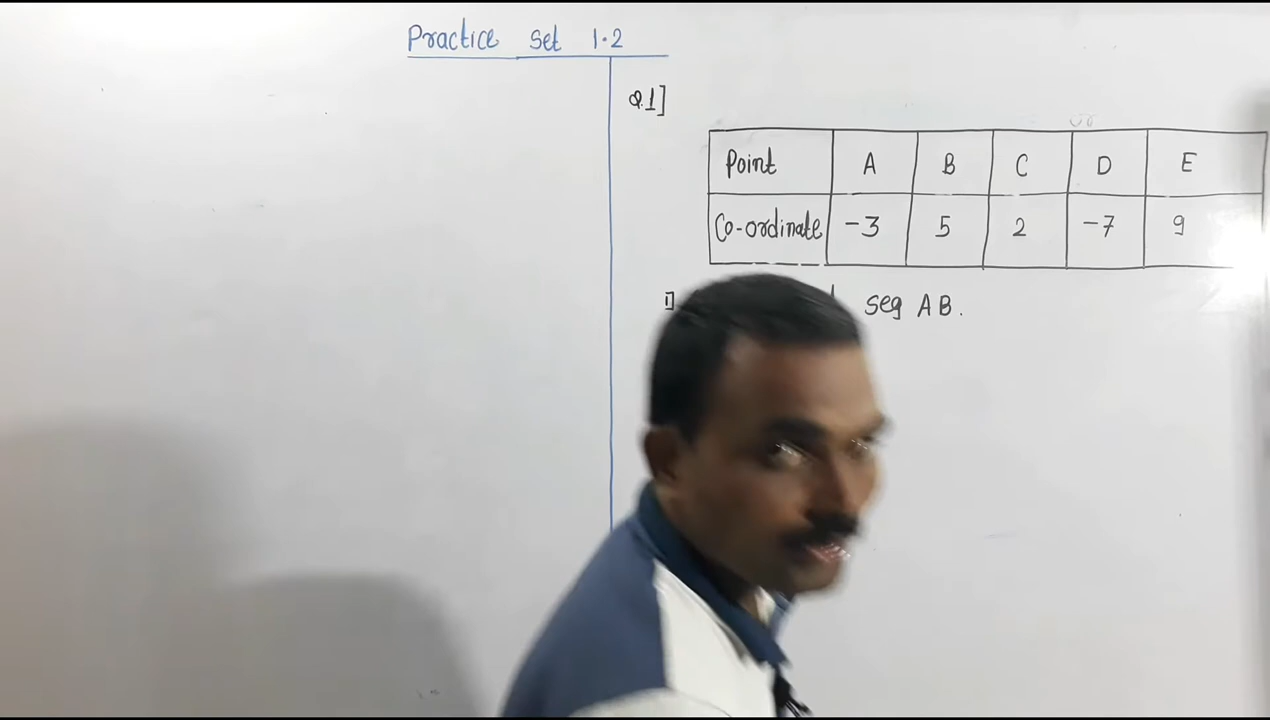 Practice Set 1.2
Q.1]
Point A B C D E
Co-ordinate -3 5 2 -7 9
i] seg AB.